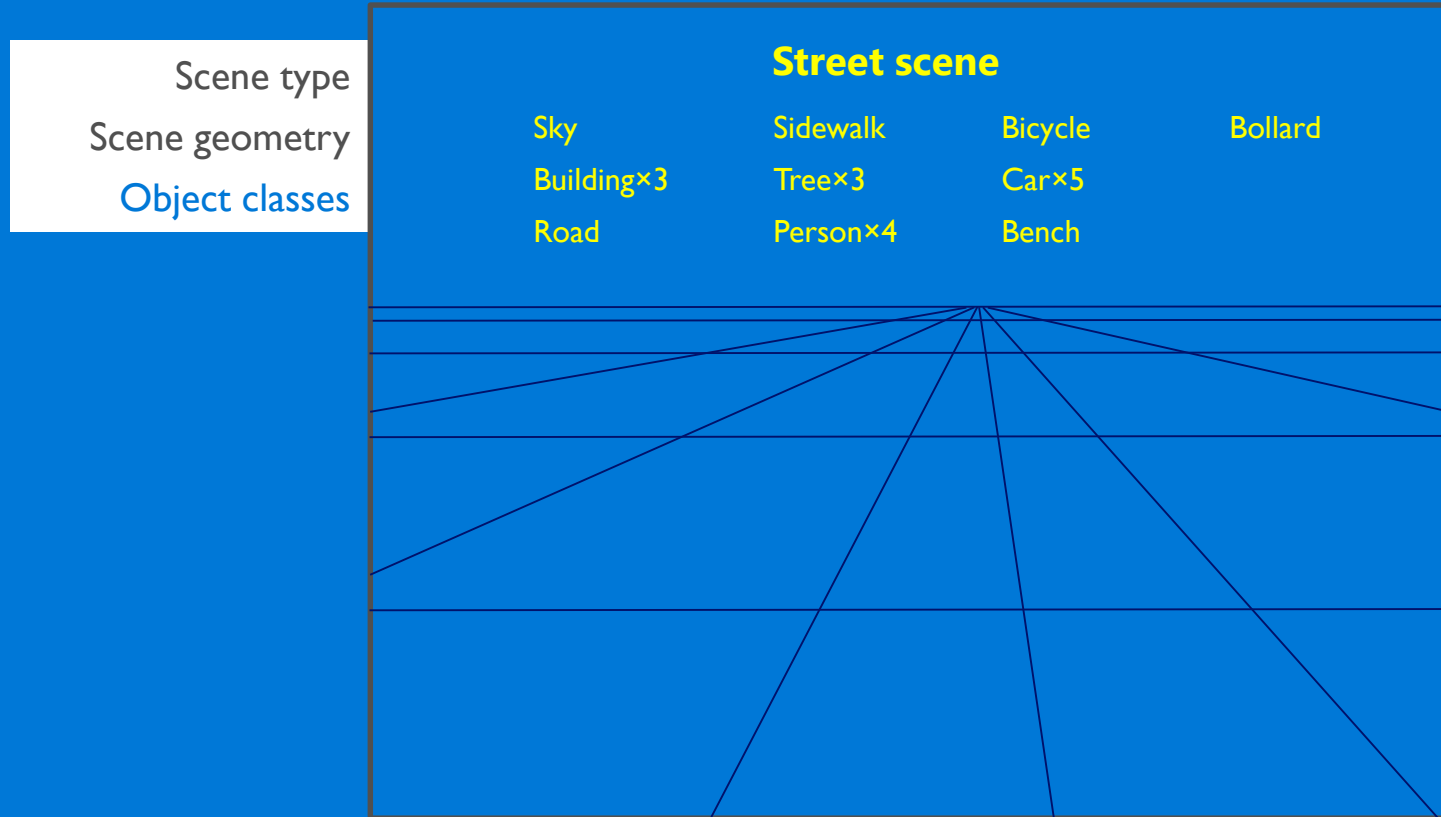 Scene type
Scene geometry
Object classes
Street scene
Sky
Building×3
Road
Sidewalk
Tree×3
Person×4
Bicycle
Car×5
Bench
Bollard